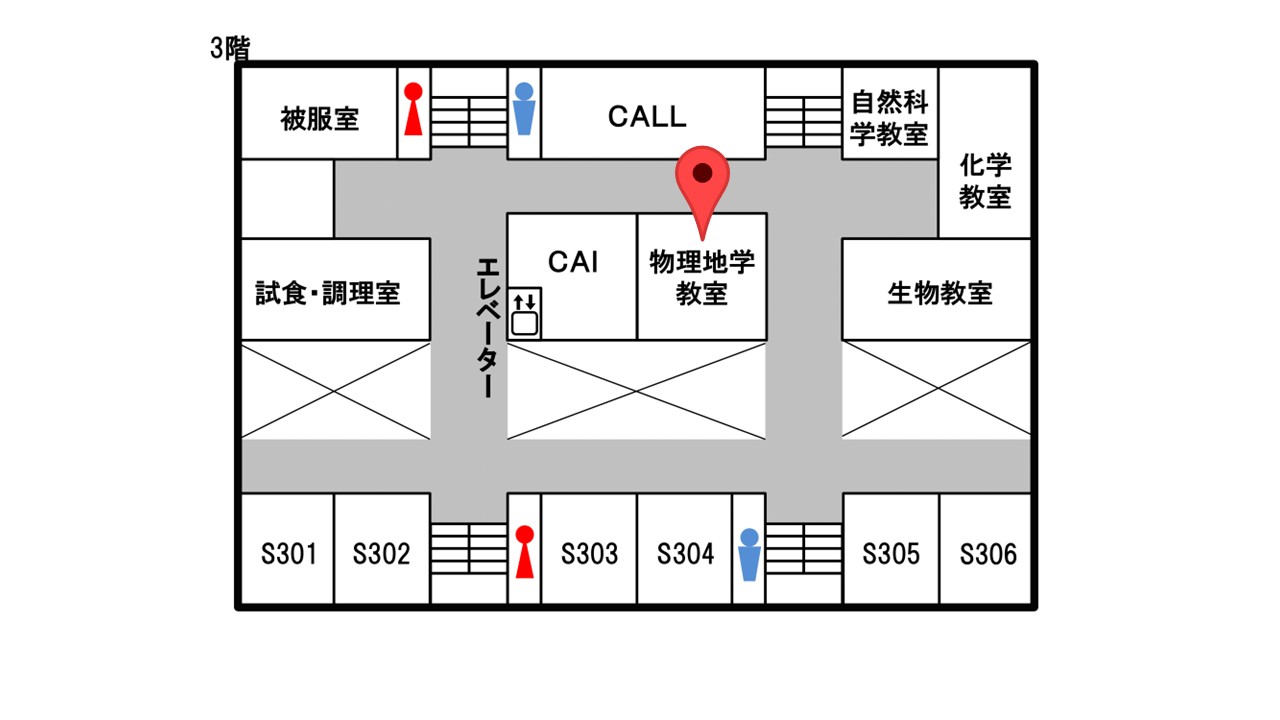 3階
被服室
CALL
自然科
学教室
化学
教室
CAI
物理地学
教室
エレベーター
試食・調理室
生物教室
S301
S302
S303
S304
S305
S306